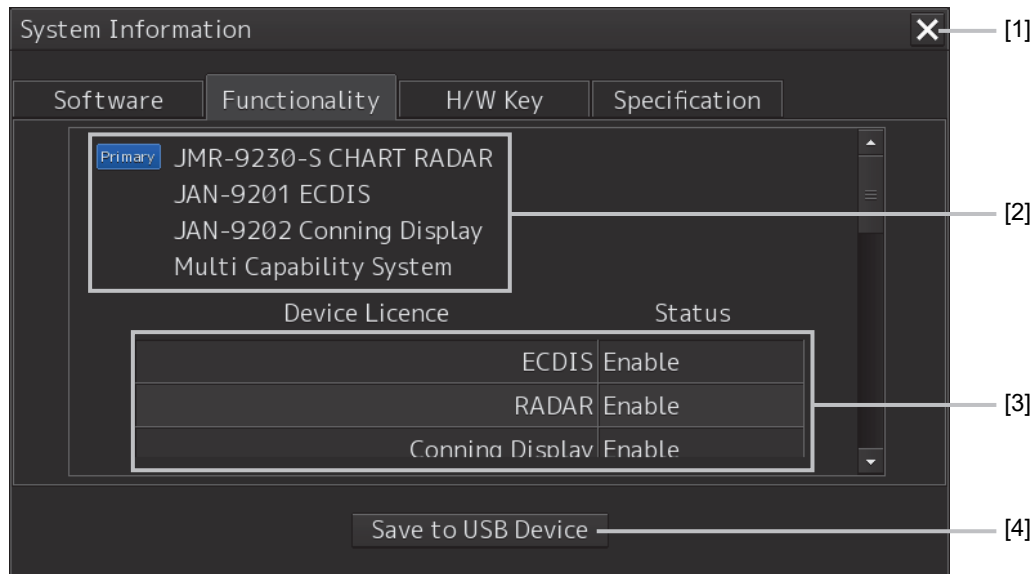 System Information
[1]
Software Functionality H/W Key Specification
Primary JMR-9230-S CHART RADAR
JAN-9201 ECDIS
[2]
JAN-9202 Conning Display
Multi Capability System
Device Licence Status
ECDIS Enable
RADAR Enable
[3]
Conning Display Enable
Save to USB Device
[4]